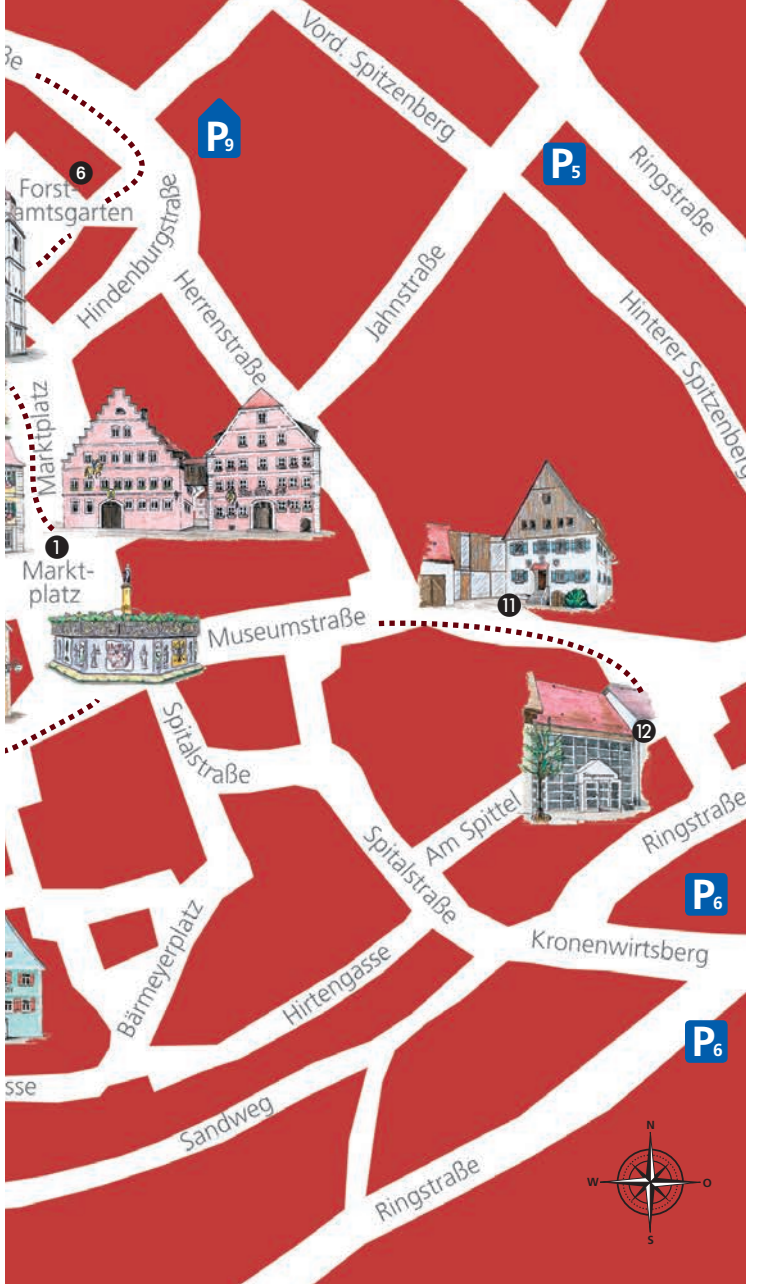 Vord. Spitzenberg
ße
P9
P5
Ringstraße
6
Forst-
amtsgarten
Hindenburgstraße
Herrenstraße
Jahnstraße
Hinterer Spitzenberg
Marktplatz
1
Markt-
platz
Museumstraße
11
12
Spitalstraße
Am Spittel
Ringstraße
Spitalstraße
P6
Kronenwirtsberg
Bärmeyerplatz
Hirtengasse
P6
sse
Sandweg
Ringstraße
N
W
O
S